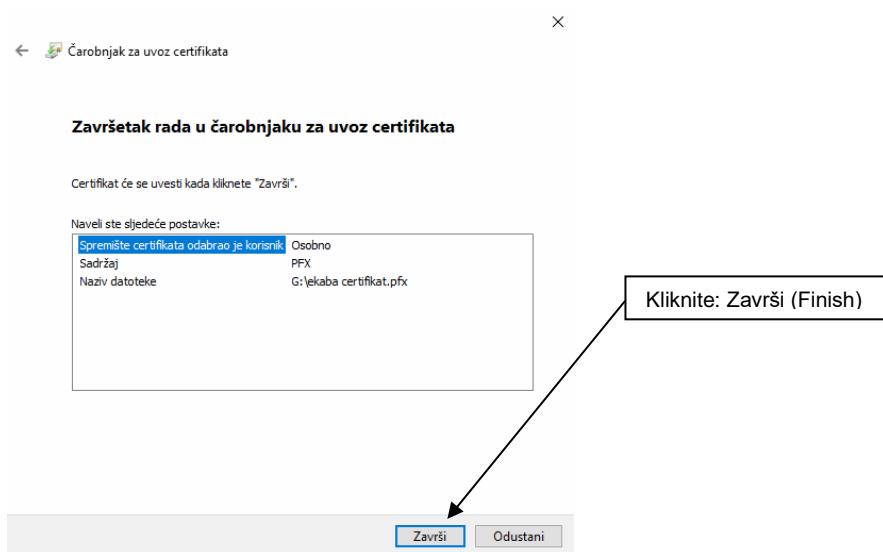 Čarobnjak za uvoz certifikata
Završetak rada u čarobnjaku za uvoz certifikata
Certifikat će se uvesti kada kliknete "Završi".
Naveli ste sljedeće postavke:
Spremište certifikata odabrao je korisnik Osobno
Sadržaj PFX
Naziv datoteke G:\ekaba certifikat.pfx
Kliknite: Završi (Finish)
Završi Odustani